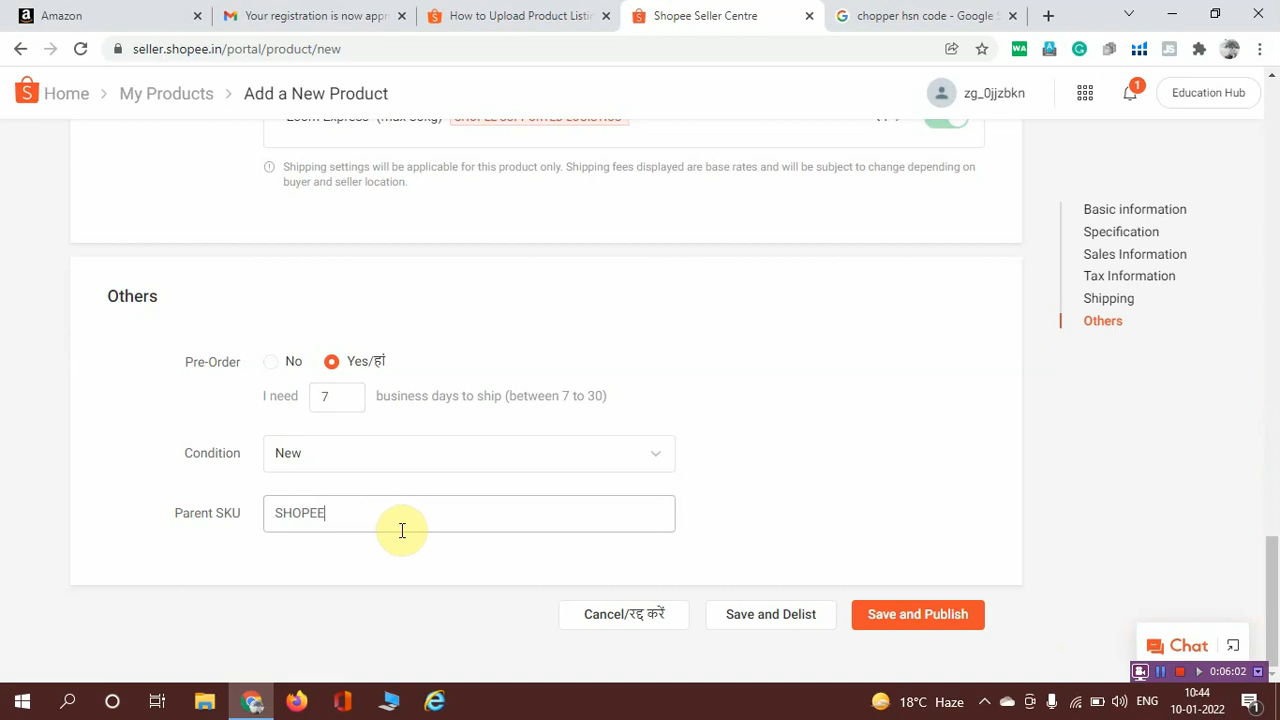 Amazon
Your registration is now appr
How to Upload Product Listin
Shopee Seller Centre
chopper hsn code - Google S
seller.shopee.in/portal/product/new
Home > My Products > Add a New Product
zg_0jjzbkn
1
Education Hub
Shipping settings will be applicable for this product only. Shipping fees displayed are base rates and will be subject to change depending on
buyer and seller location.
Basic information
Specification
Sales Information
Tax Information
Shipping
Others
Others
Pre-Order
No
Yes/हां
I need 7 business days to ship (between 7 to 30)
Condition
New
Parent SKU
SHOPEE
Cancel/रद्द करें
Save and Delist
Save and Publish
Chat
0:06:02
18°C Haze
ENG
10:44
10-01-2022